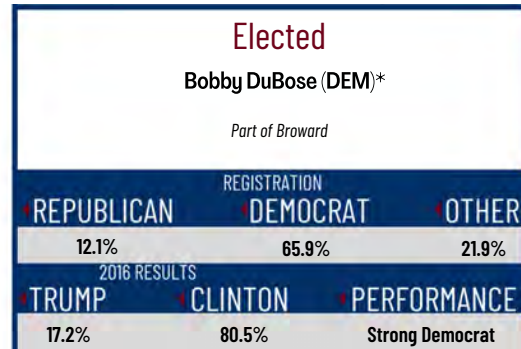 Elected
Bobby DuBose (DEM)*
Part of Broward
REGISTRATION
REPUBLICAN DEMOCRAT OTHER
12.1% 65.9% 21.9%
2016 RESULTS
TRUMP CLINTON PERFORMANCE
17.2% 80.5% Strong Democrat